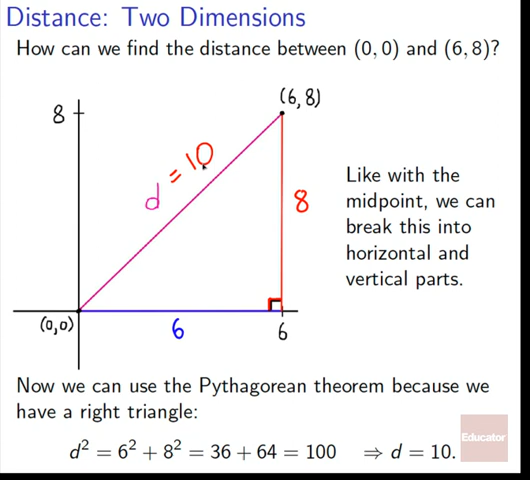 Distance: Two Dimensions
How can we find the distance between (0, 0) and (6, 8)?
(6,8)
8
d = 10
8
Like with the
midpoint, we can
break this into
horizontal and
vertical parts.
(0,0)
6
6
Now we can use the Pythagorean theorem because we
have a right triangle:
Educator
d² = 6² + 8² = 36 + 64 = 100 ⇒ d = 10.